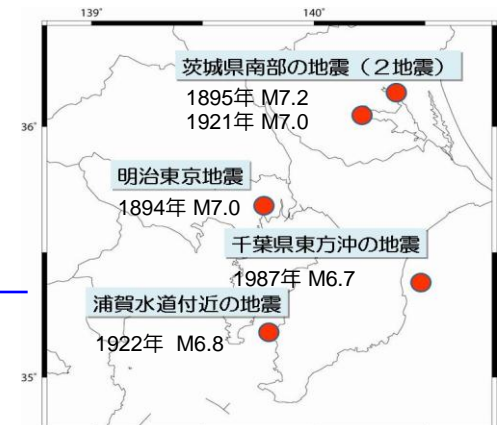 139°
140°
茨城県南部の地震（２地震）
1895年 M7.2
36°
1921年 M7.0
明治東京地震
1894年 M7.0
千葉県東方沖の地震
1987年 M6.7
浦賀水道付近の地震
1922年 M6.8
35°